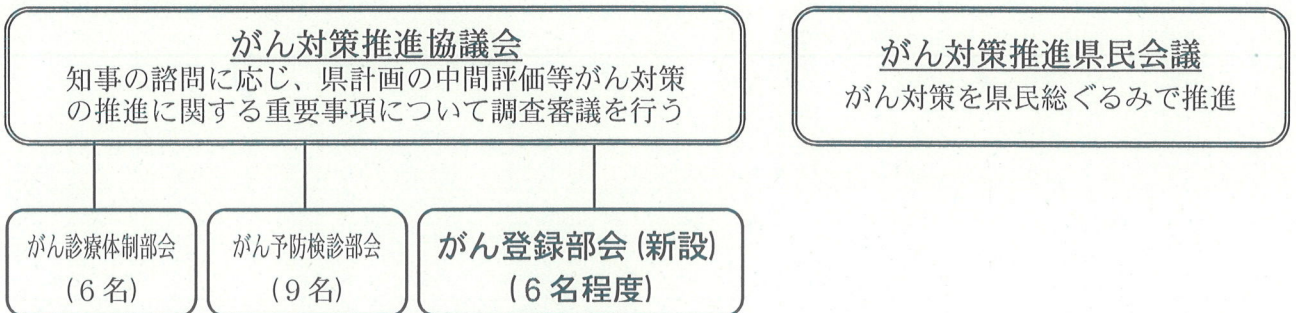 がん対策推進協議会
知事の諮問に応じ、県計画の中間評価等がん対策
の推進に関する重要事項について調査審議を行う
がん対策推進県民会議
がん対策を県民総ぐるみで推進
がん診療体制部会
(6名)
がん予防検診部会
(9名)
がん登録部会(新設)
(6名程度)